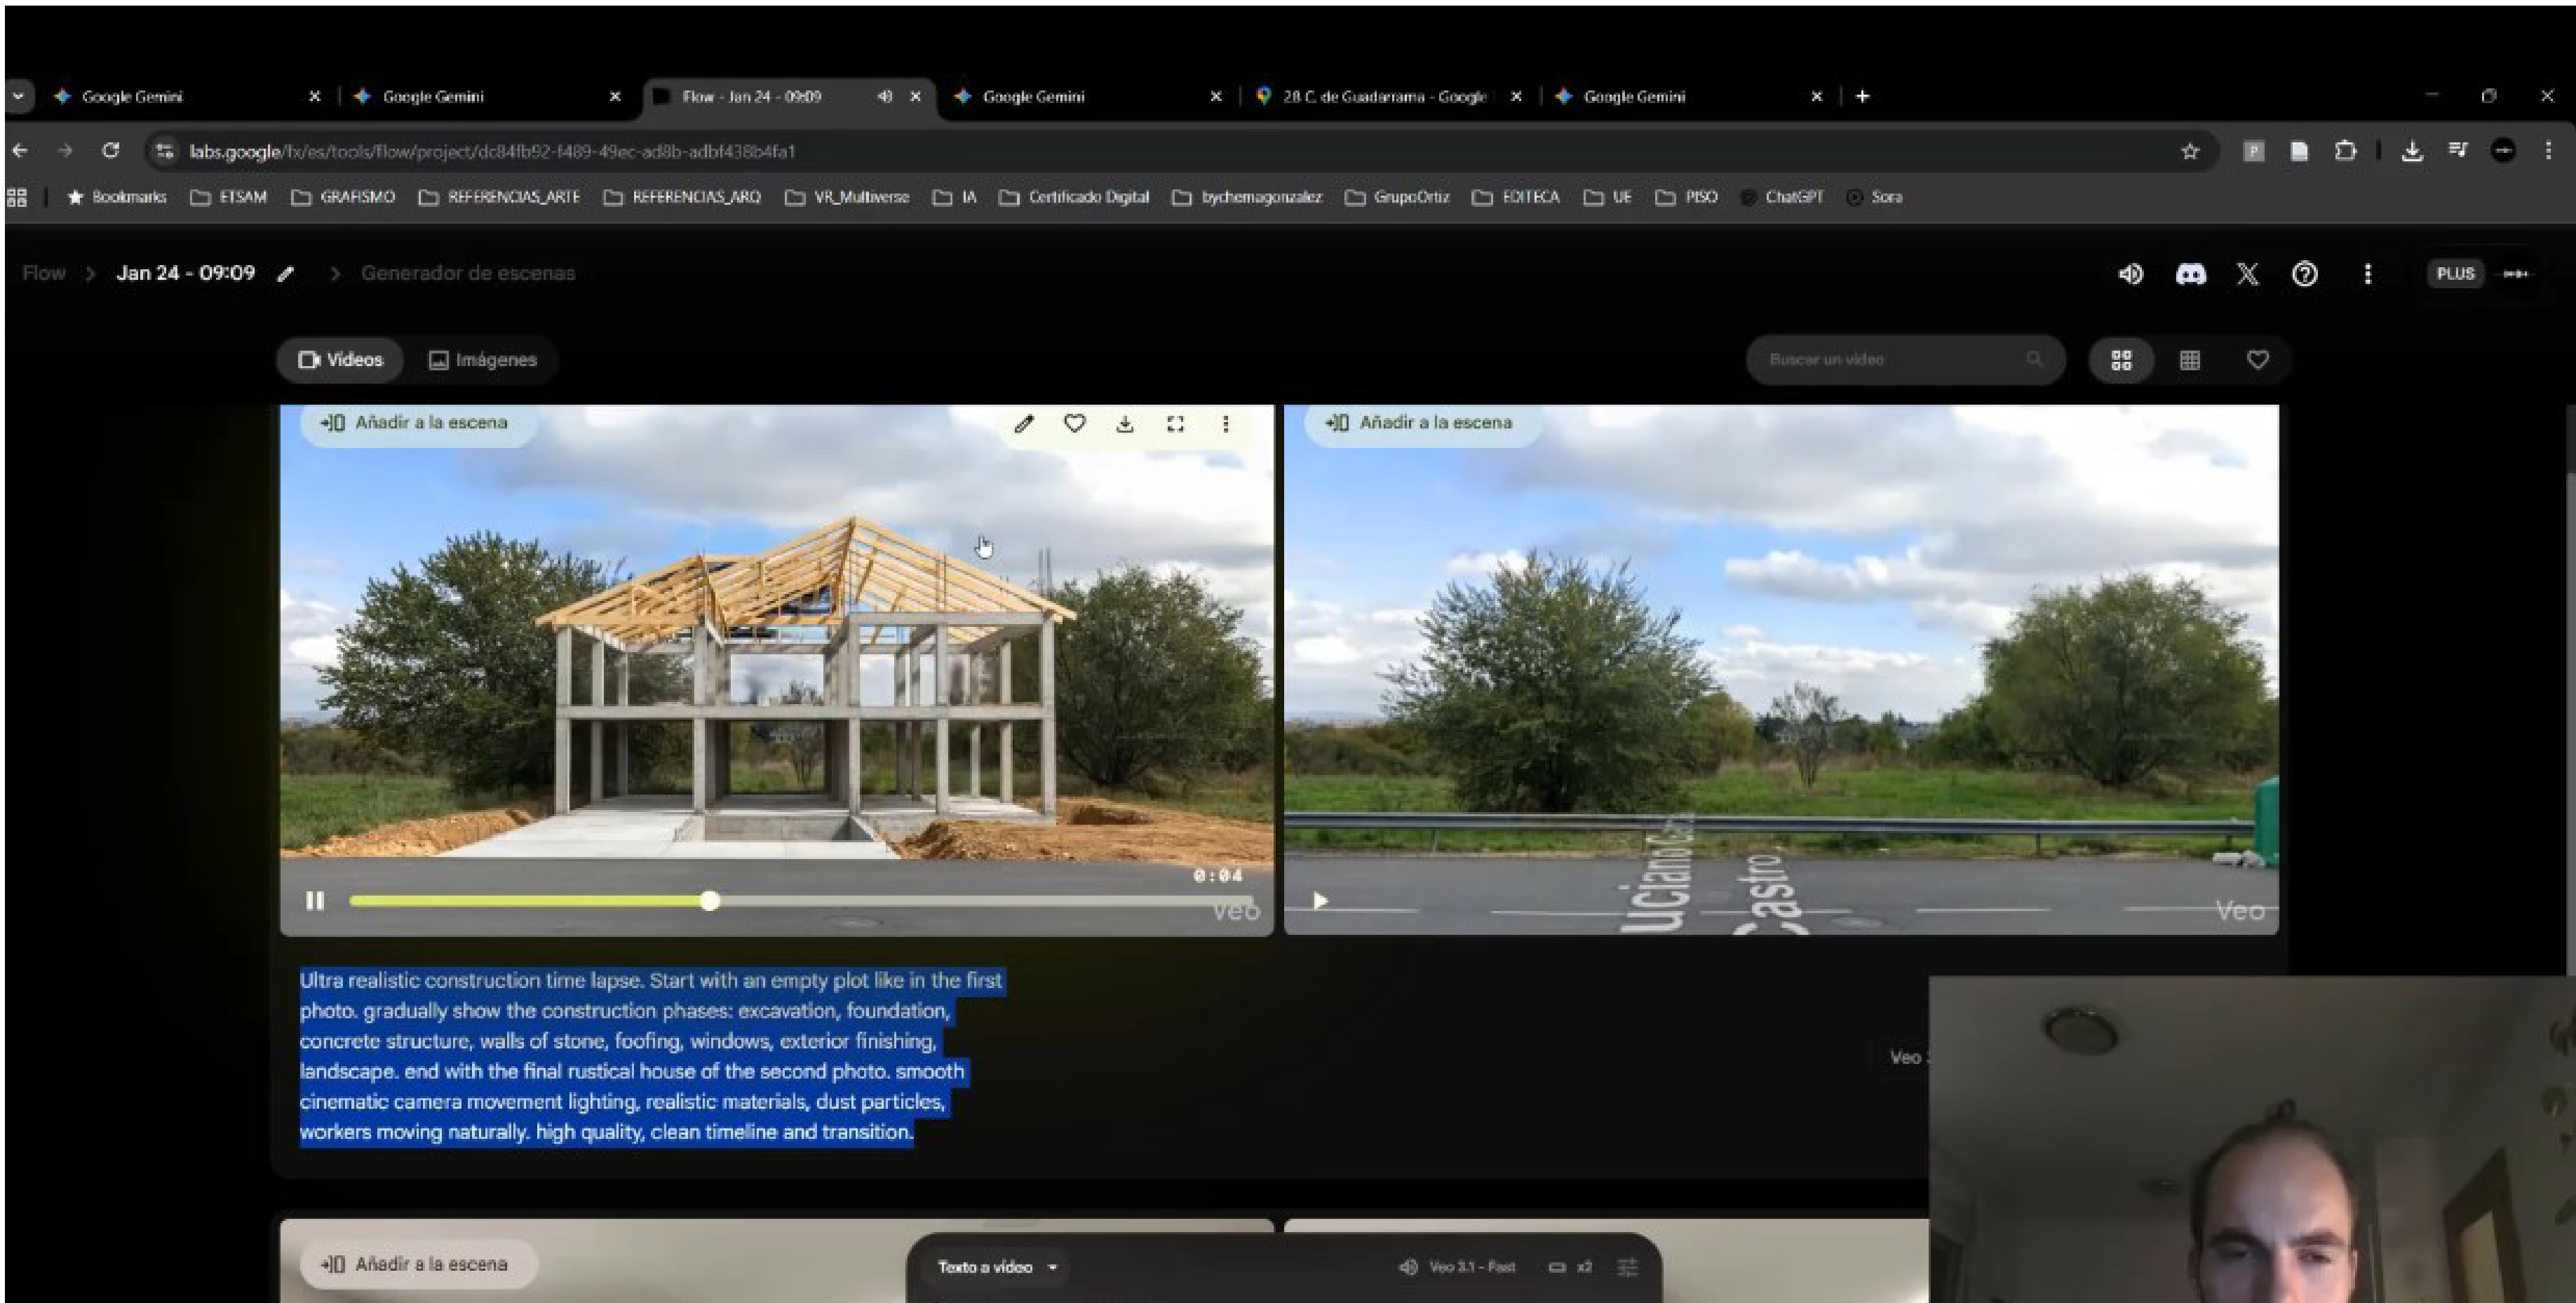 Google Gemini
Google Gemini
Flow - Jan 24 - 09:09
Google Gemini
28 C. de Guadarrama - Google
Google Gemini
labs.google/fx/es/tools/flow/project/dc84fb92-f489-49ec-ad8b-adbf438b4fa1
Bookmarks ETSAM GRAFISMO REFERENCIAS_ARTE REFERENCIAS_ARQ VR_Multiverse IA Certificado Digital bychemagonzalez GrupoOrtiz EDITECA UE PISO ChatGPT Sora
Flow > Jan 24 - 09:09 > Generador de escenas
PLUS
Vídeos Imágenes
Buscar un vídeo
Añadir a la escena
Añadir a la escena
0:04
Veo
uciano
Castro
Veo
Ultra realistic construction time lapse. Start with an empty plot like in the first
photo. gradually show the construction phases: excavation, foundation,
concrete structure, walls of stone, foofing, windows, exterior finishing,
landscape. end with the final rustical house of the second photo. smooth
cinematic camera movement lighting, realistic materials, dust particles,
workers moving naturally. high quality, clean timeline and transition.
Veo
Añadir a la escena
Texto a vídeo
Veo 3.1 - Fast x2